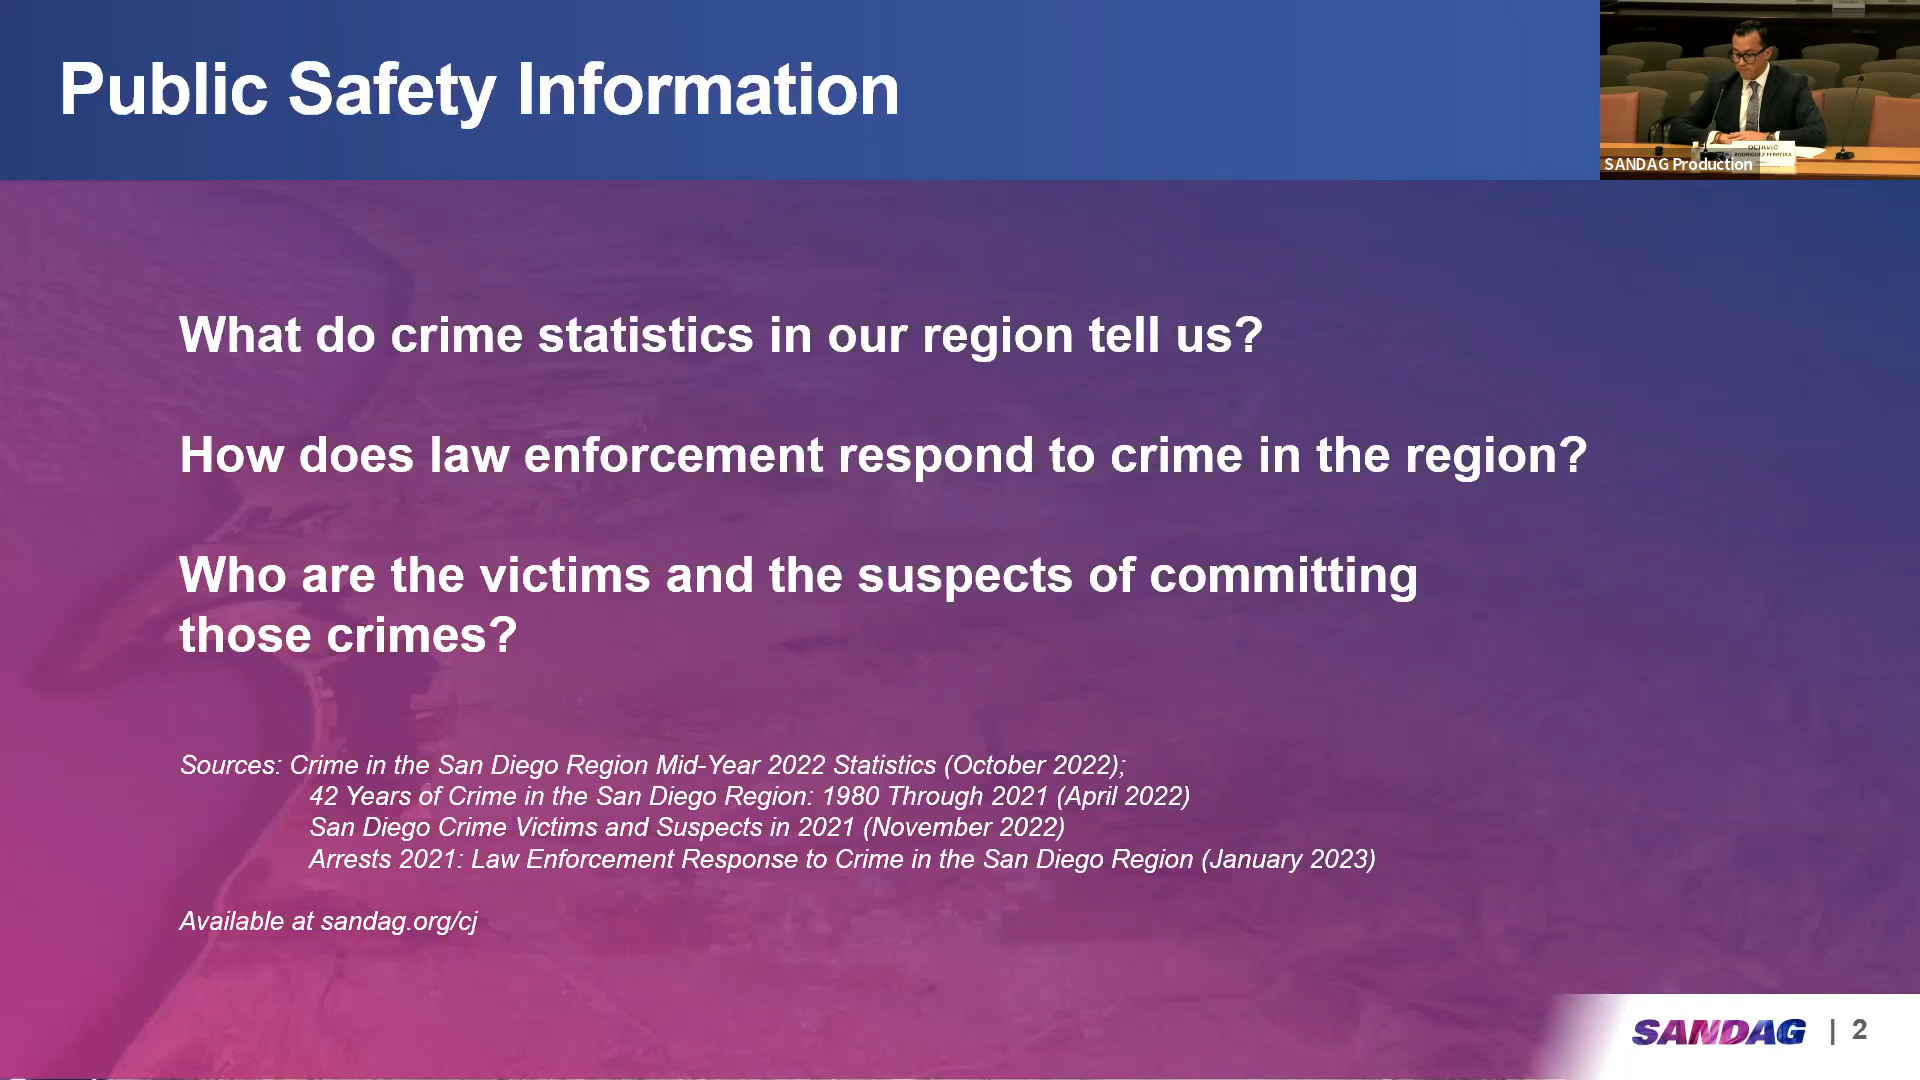 Public Safety Information
OCTAVIO
RODRIGUEZ FERREIRA
SANDAG Production
What do crime statistics in our region tell us?
How does law enforcement respond to crime in the region?
Who are the victims and the suspects of committing
those crimes?
Sources: Crime in the San Diego Region Mid-Year 2022 Statistics (October 2022);
42 Years of Crime in the San Diego Region: 1980 Through 2021 (April 2022)
San Diego Crime Victims and Suspects in 2021 (November 2022)
Arrests 2021: Law Enforcement Response to Crime in the San Diego Region (January 2023)
Available at sandag.org/cj
SANDAG | 2